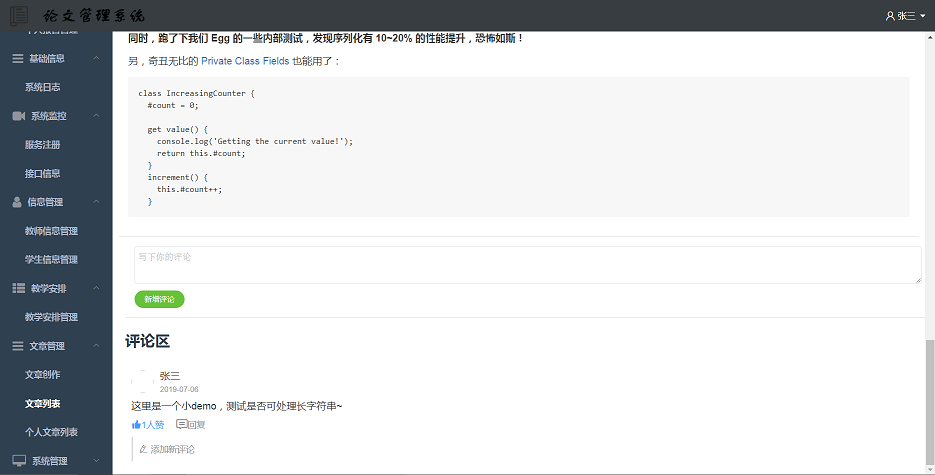 论文管理系统
张三
个人报告管理
基础信息
系统日志
系统监控
服务注册
接口信息
信息管理
教师信息管理
学生信息管理
教学安排
教学安排管理
文章管理
文章创作
文章列表
个人文章列表
系统管理
同时，跑了下我们 Egg 的一些内部测试，发现序列化有 10~20% 的性能提升，恐怖如斯！
另，奇丑无比的 Private Class Fields 也能用了：
class IncreasingCounter {
#count = 0;
get value() {
console.log('Getting the current value!');
return this.#count;
}
increment() {
this.#count++;
}
写下你的评论
新增评论
评论区
张三
2019-07-06
这里是一个小demo，测试是否可处理长字符串~
1人赞 回复
添加新评论